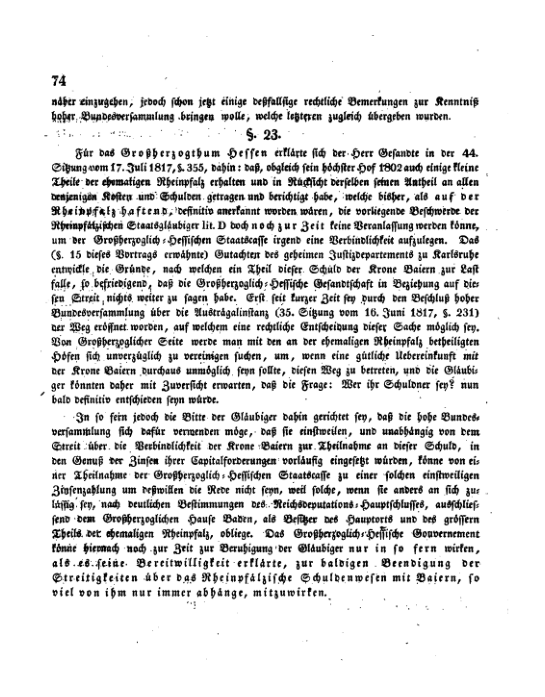 74
näher einzugehen, jedoch schon jetzt einige deßfallsige rechtliche Bemerkungen zur Kenntniß
hoher Bundesversammlung bringen wolle, welche letzteren zugleich übergeben wurden.
§. 23.
Für das Großherzogthum Hessen erklärte sich der Herr Gesandte in der 44.
Sitzung vom 17. Juli 1817, §. 355, dahin: daß, obgleich sein höchster Hof 1802 auch einige kleine
Theile der ehemaligen Rheinpfalz erhalten und in Rücksicht derselben seinen Antheil an allen
denjenigen Kosten und Schulden getragen und berichtigt habe, welche bisher, als auf der
Rheinpfalz haftend, definitiv anerkannt worden wären, die vorliegende Beschwerde der
Rheinpfälzischen Staatsgläubiger lit. D doch noch zur Zeit keine Veranlassung werden könne,
um der Großherzoglich-Hessischen Staatscasse irgend eine Verbindlichkeit aufzulegen. Das
(§. 15 dieses Vortrags erwähnte) Gutachten des geheimen Justizdepartements zu Karlsruhe
entwickle die Gründe, nach welchen ein Theil dieser Schuld der Krone Baiern zur Last
falle, so befriedigend, daß die Großherzoglich-Hessische Gesandtschaft in Beziehung auf die-
sen Streit nichts weiter zu sagen habe. Erst seit kurzer Zeit sey durch den Beschluß hoher
Bundesversammlung über die Austrägalinstanz (35. Sitzung vom 16. Juni 1817, §. 231)
der Weg eröffnet worden, auf welchem eine rechtliche Entscheidung dieser Sache möglich sey.
Von Großherzoglicher Seite werde man mit den an der ehemaligen Rheinpfalz betheiligten
Höfen sich unverzüglich zu vereinigen suchen, um, wenn eine gütliche Uebereinkunft mit
der Krone Baiern durchaus unmöglich seyn sollte, diesen Weg zu betreten, und die Gläubi-
ger könnten daher mit Zuversicht erwarten, daß die Frage: Wer ihr Schuldner sey? nun
bald definitiv entschieden seyn würde.
In so fern jedoch die Bitte der Gläubiger dahin gerichtet sey, daß die hohe Bundes-
versammlung sich dafür verwenden möge, daß sie einstweilen, und unabhängig von dem
Streit über die Verbindlichkeit der Krone Baiern zur Theilnahme an dieser Schuld, in
den Genuß der Zinsen ihrer Capitalforderungen vorläufig eingesetzt würden, könne von ei-
ner Theilnahme der Großherzoglich-Hessischen Staatscasse zu einer solchen einstweiligen
Zinsenzahlung um deßwillen die Rede nicht seyn, weil solche, wenn sie anders an sich zu-
lässig sey, nach deutlichen Bestimmungen des Reichsdeputations-Hauptschlusses, ausschlies-
send dem Großherzoglichen Hause Baden, als Besitzer des Hauptorts und des grössern
Theils der ehemaligen Rheinpfalz, obliege. Das Großherzoglich-Hessische Gouvernement
könne hiernach noch zur Zeit zur Beruhigung der Gläubiger nur in so fern wirken,
als es seine Bereitwilligkeit erklärte, zur baldigen Beendigung der
Streitigkeiten über das Rheinpfälzische Schuldenwesen mit Baiern, so
viel von ihm nur immer abhänge, mitzuwirken.